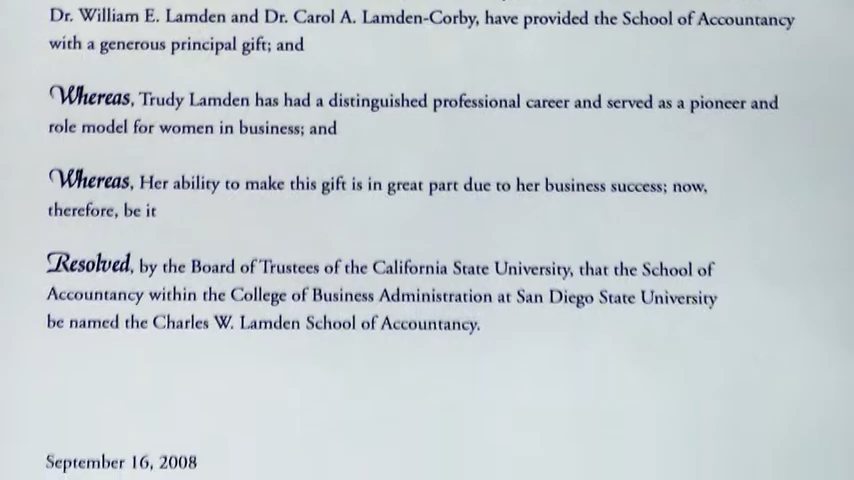 Dr. William E. Lamden and Dr. Carol A. Lamden-Corby, have provided the School of Accountancy
with a generous principal gift; and
Whereas, Trudy Lamden has had a distinguished professional career and served as a pioneer and
role model for women in business; and
Whereas, Her ability to make this gift is in great part due to her business success; now,
therefore, be it
Resolved, by the Board of Trustees of the California State University, that the School of
Accountancy within the College of Business Administration at San Diego State University
be named the Charles W. Lamden School of Accountancy.
September 16, 2008